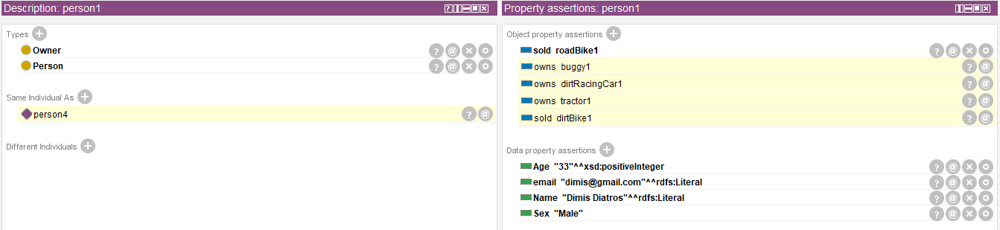 Description: person1
Types
Owner
Person
Same Individual As
person4
Different Individuals
Property assertions: person1
Object property assertions
sold roadBike1
owns buggy1
owns dirtRacingCar1
owns tractor1
sold dirtBike1
Data property assertions
Age "33"^^xsd:positiveInteger
email "dimis@gmail.com"^^rdfs:Literal
Name "Dimis Diatros"^^rdfs:Literal
Sex "Male"